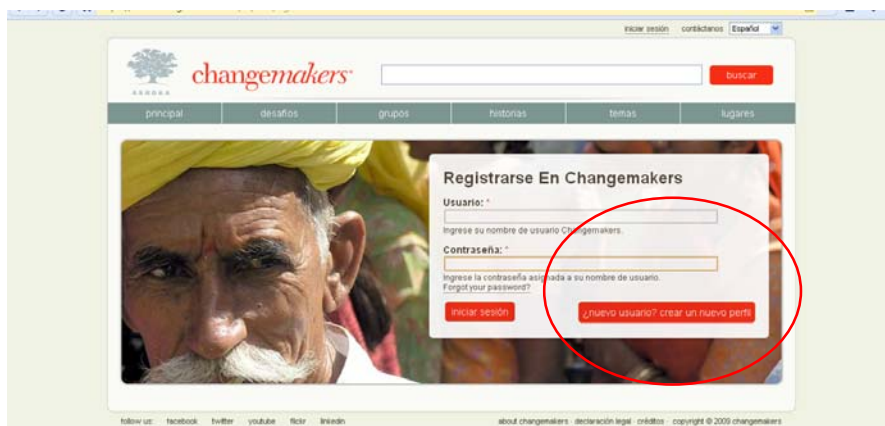 iniciar sesión contáctanos Español
changemakers
ASHOKA
buscar
principal desafíos grupos historias temas lugares
Registrarse En Changemakers
Usuario: *
Ingrese su nombre de usuario Changemakers.
Contraseña: *
Ingrese la contraseña asignada a su nombre de usuario.
Forgot your password?
iniciar sesión ¿nuevo usuario? crear un nuevo perfil
follow us: facebook twitter youtube flickr linkedin about changemakers · declaración legal · créditos · copyright © 2009 changemakers